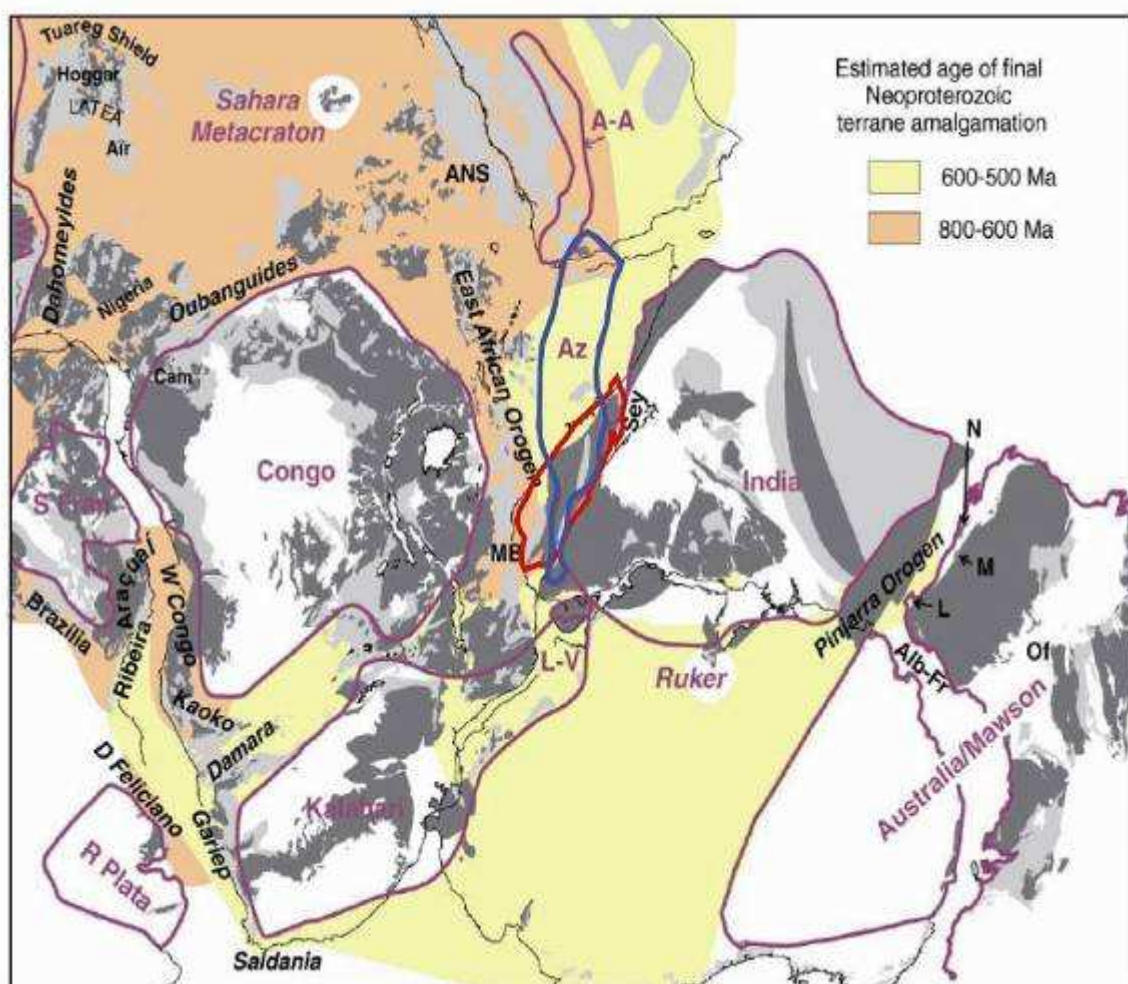 Tuareg Shield
Hoggar
LATEA
Aïr
Sahara
Metacraton
A-A
ANS
Estimated age of final
Neoproterozoic
terrane amalgamation
600-500 Ma
800-600 Ma
Dahomeyides
Nigeria
Oubanguides
East African Orogen
Az
Cam
Sey
Congo
India
N
S Fran
MB
M
L
Araçuaí
W Congo
Brazilia
Ribeira
Pinjarra Orogen
L-V
Ruker
Alb-Fr
Of
Kaoko
Damara
D Feliciano
Gariep
Kalahari
Australia/Mawson
R Plata
Saldania